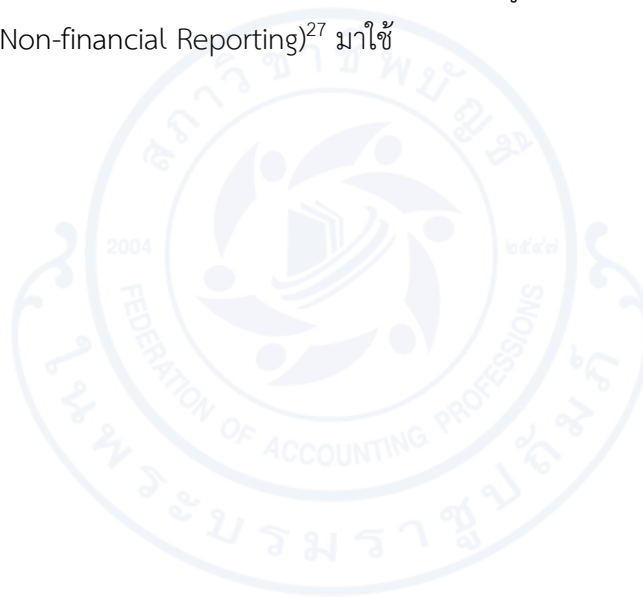 Non-financial Reporting)²⁷ มาใช้
สภาวิชาชีพบัญชี
2004
๒๕๔๗
FEDERATION OF ACCOUNTING PROFESSIONS
ในพระบรมราชูปถัมภ์